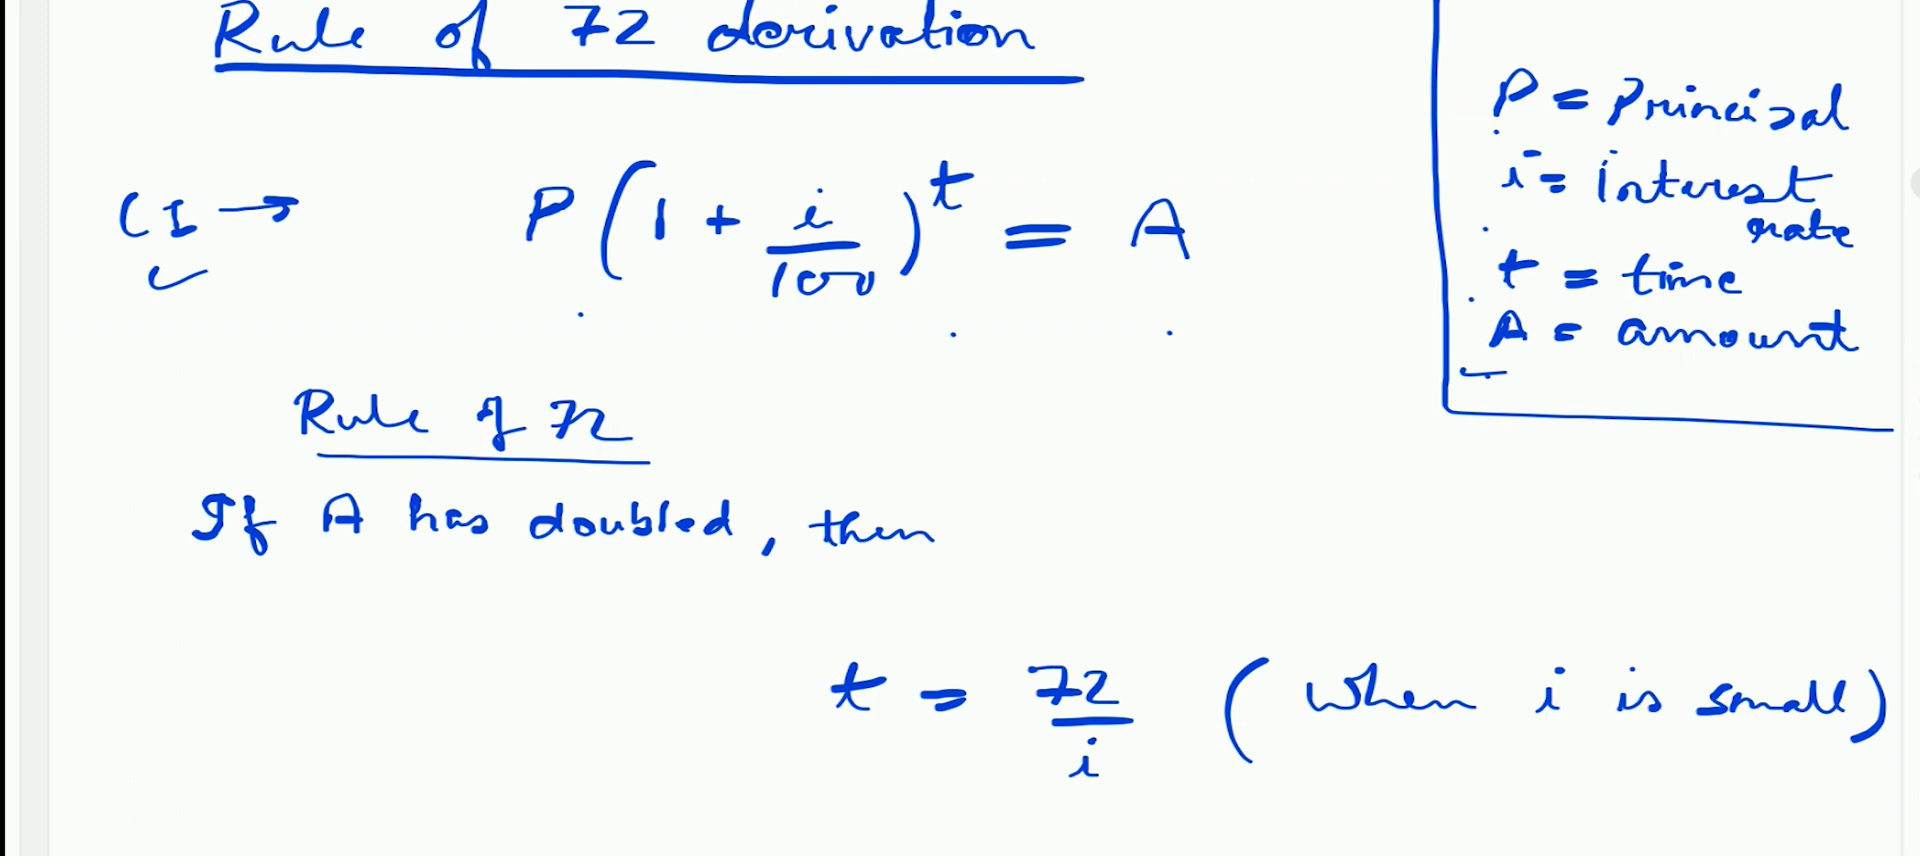 Rule of 72 derivation
CI → P(1 + i/100)^t = A
P = Principal
i = interest
rate
t = time
A = amount
Rule of 72
If A has doubled, then
t = 72/i (when i is small)